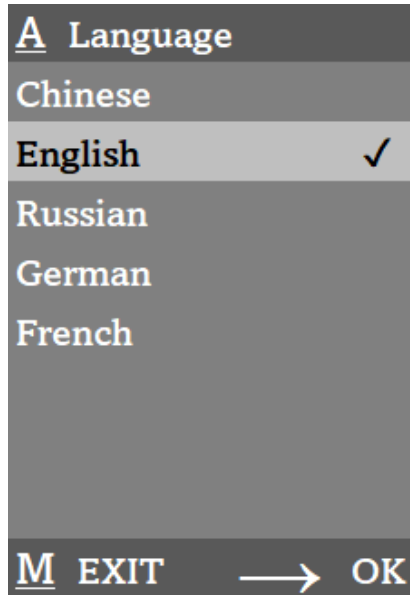 A Language
Chinese
English ✓
Russian
German
French
M EXIT → OK